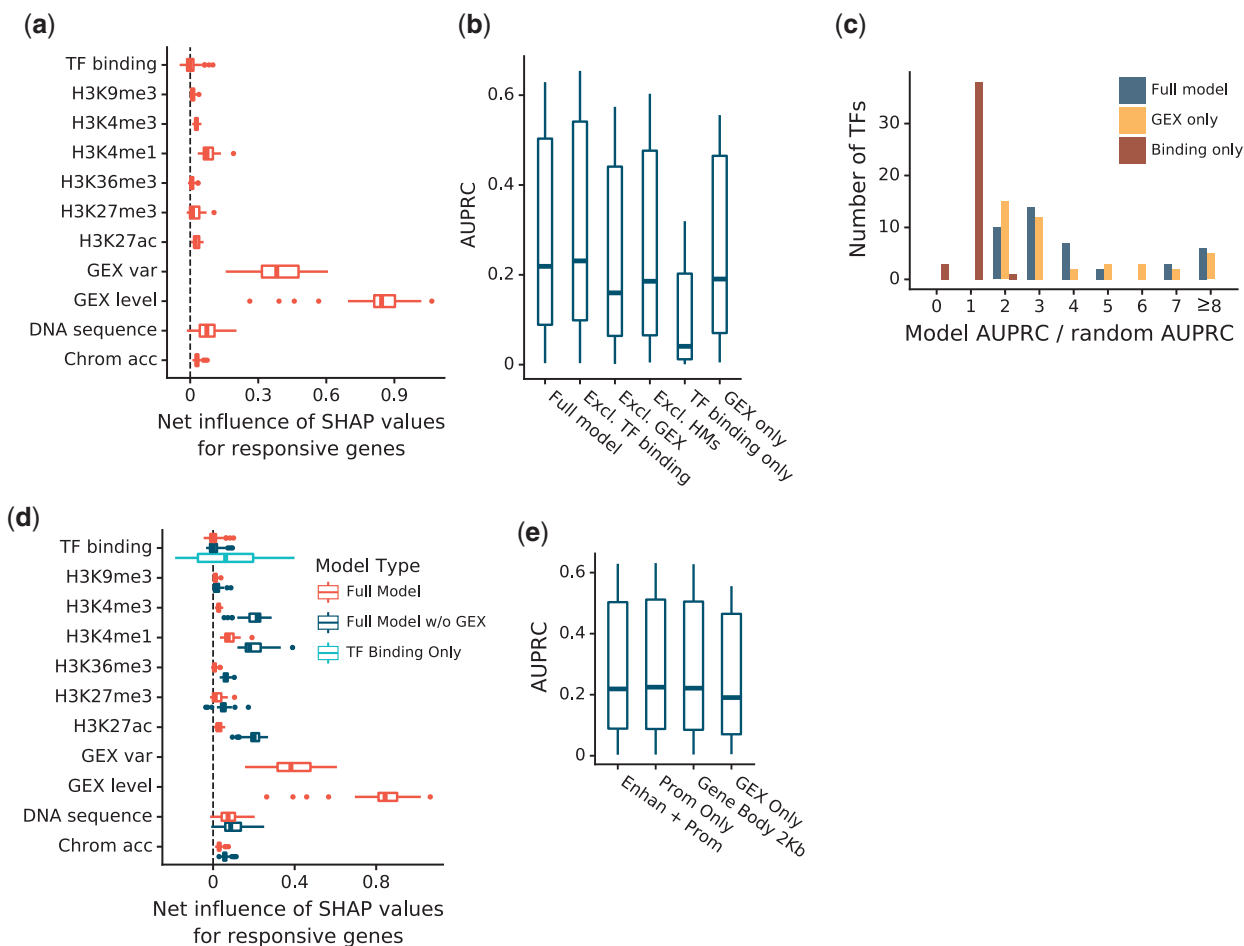 (a)
TF binding
H3K9me3
H3K4me3
H3K4me1
H3K36me3
H3K27me3
H3K27ac
GEX var
GEX level
DNA sequence
Chrom acc
0
0.3
0.6
0.9
Net influence of SHAP values
for responsive genes
(b)
AUPRC
0.6
0.4
0.2
0
Full model
Excl. TF binding
Excl. GEX
Excl. HMs
TF binding only
GEX only
(c)
Number of TFs
30
20
10
0
Full model
GEX only
Binding only
0
1
2
3
4
5
6
7
≥8
Model AUPRC / random AUPRC
(d)
TF binding
H3K9me3
H3K4me3
H3K4me1
H3K36me3
H3K27me3
H3K27ac
GEX var
GEX level
DNA sequence
Chrom acc
Model Type
Full Model
Full Model w/o GEX
TF Binding Only
0
0.4
0.8
Net influence of SHAP values
for responsive genes
(e)
AUPRC
0.6
0.4
0.2
0
Enhan + Prom
Prom Only
Gene Body 2Kb
GEX Only